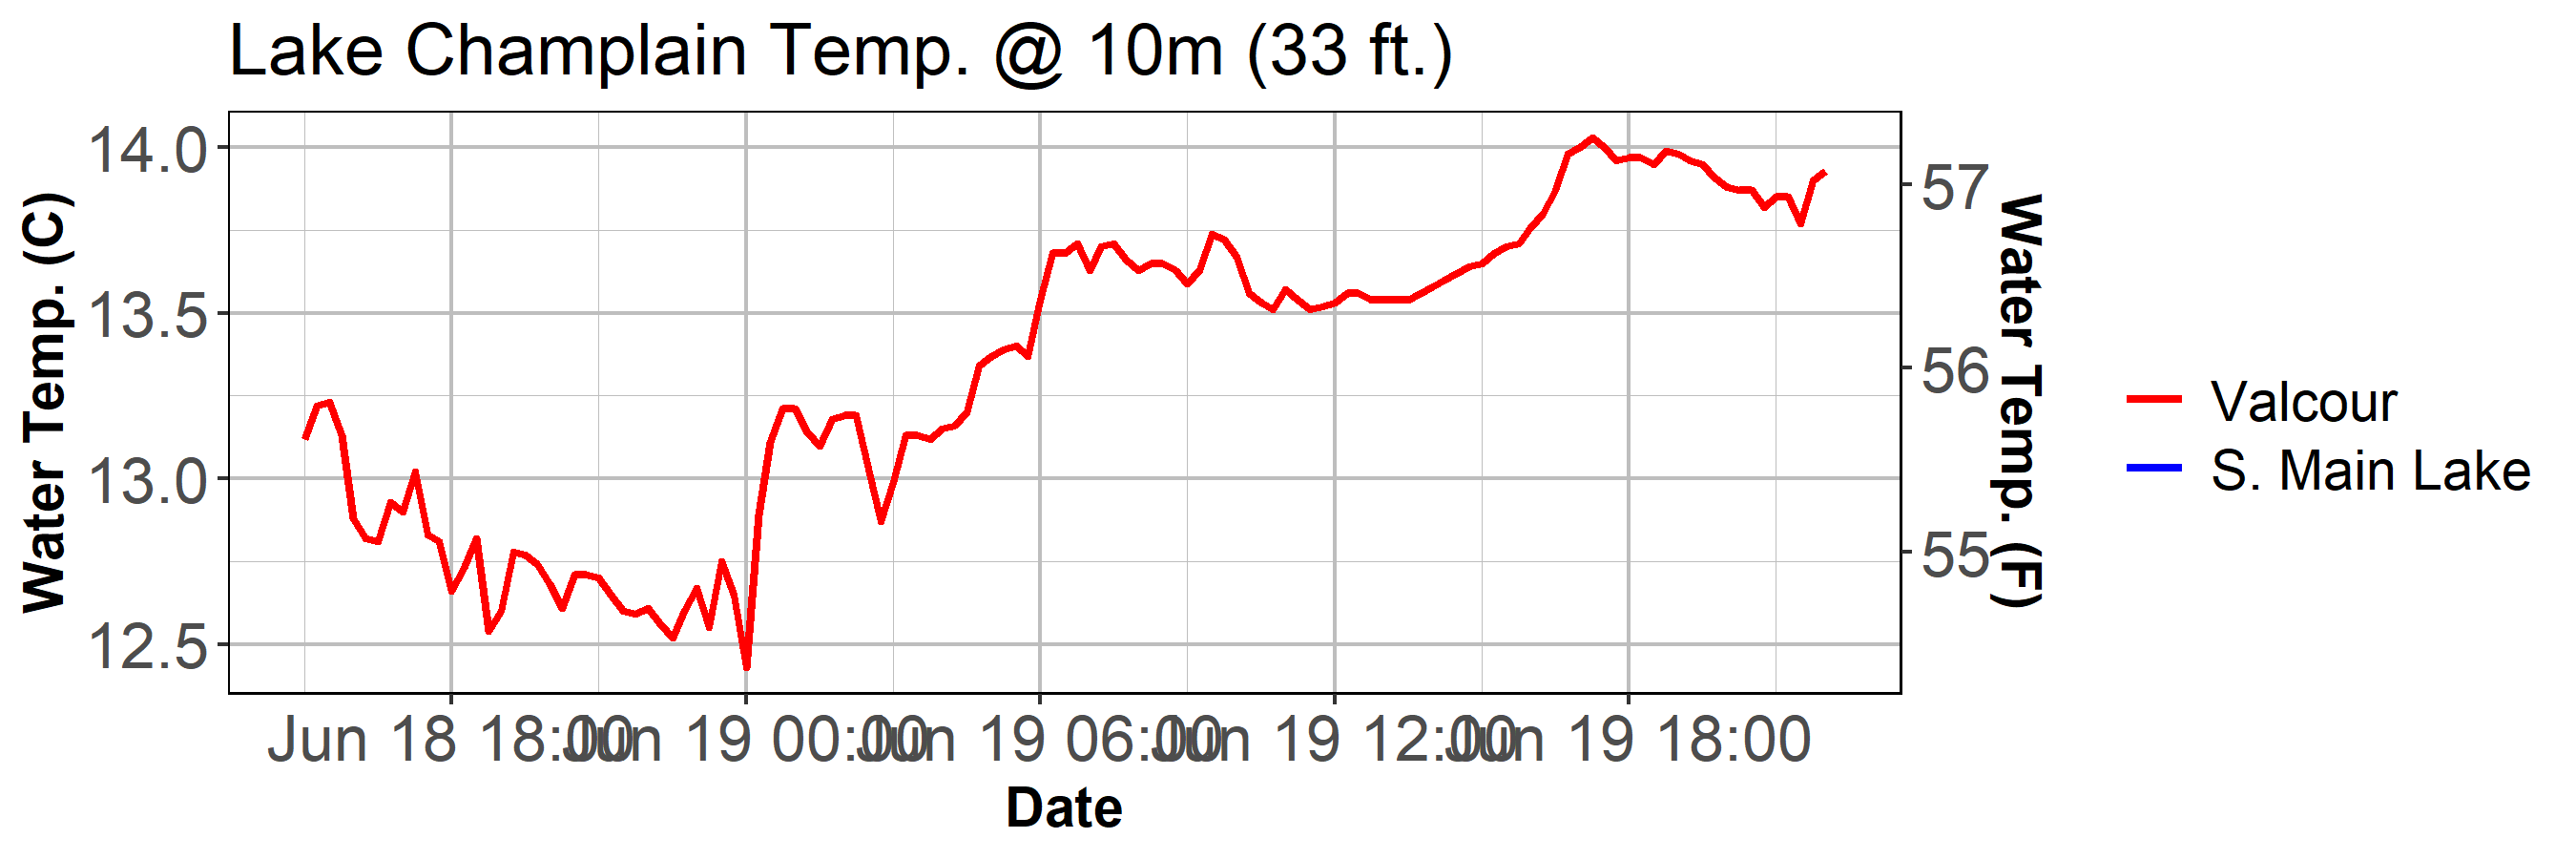 Lake Champlain Temp. @ 10m (33 ft.)
Water Temp. (C)
14.0
13.5
13.0
12.5
57
56
55
Water Temp. (F)
Valcour
S. Main Lake
Jun 18 18:00
Jun 19 00:00
Jun 19 06:00
Jun 19 12:00
Jun 19 18:00
Date